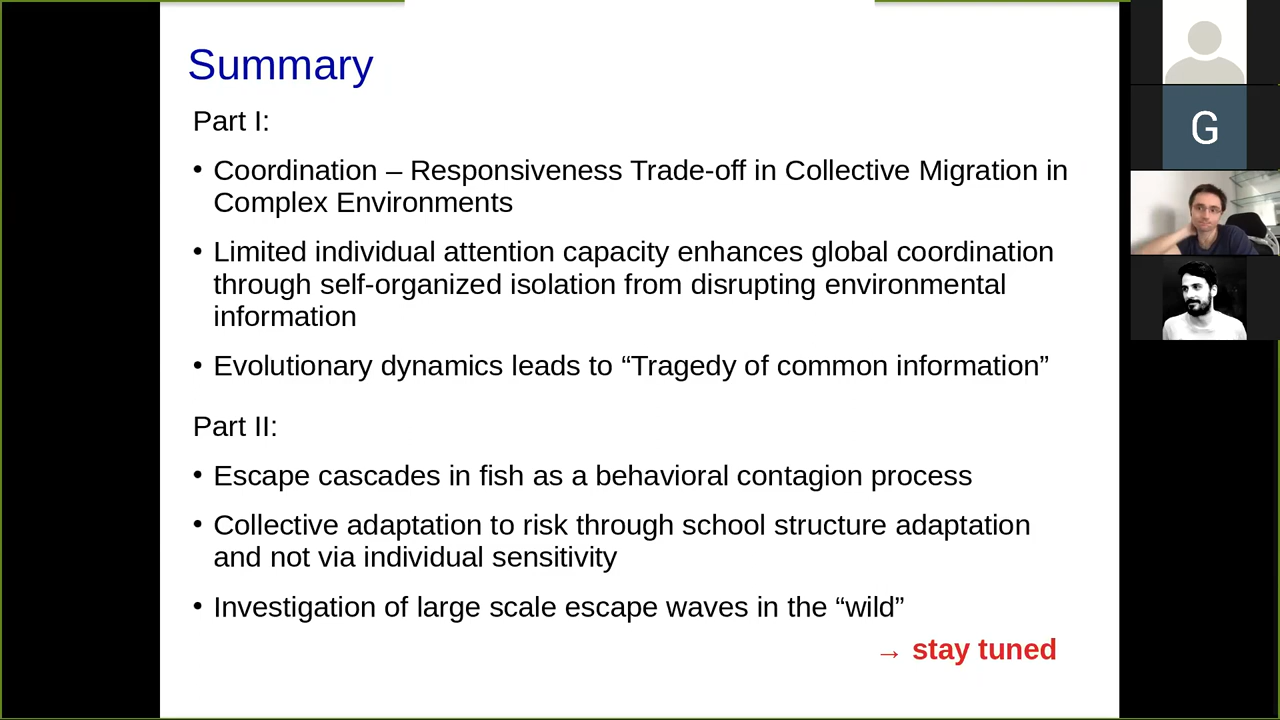 Summary
Part I:
• Coordination – Responsiveness Trade-off in Collective Migration in
Complex Environments
• Limited individual attention capacity enhances global coordination
through self-organized isolation from disrupting environmental
information
• Evolutionary dynamics leads to “Tragedy of common information”
Part II:
• Escape cascades in fish as a behavioral contagion process
• Collective adaptation to risk through school structure adaptation
and not via individual sensitivity
• Investigation of large scale escape waves in the “wild”
→ stay tuned
G